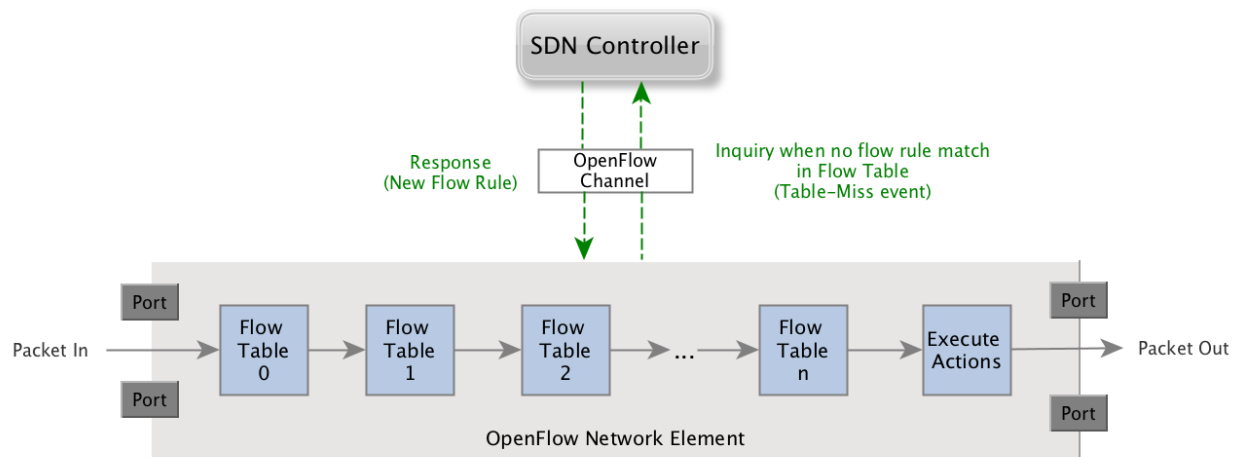 SDN Controller
Response
(New Flow Rule)
OpenFlow
Channel
Inquiry when no flow rule match
in Flow Table
(Table-Miss event)
Port
Port
Packet In
Flow
Table
0
Flow
Table
1
Flow
Table
2
...
Flow
Table
n
Execute
Actions
Port
Port
Packet Out
OpenFlow Network Element